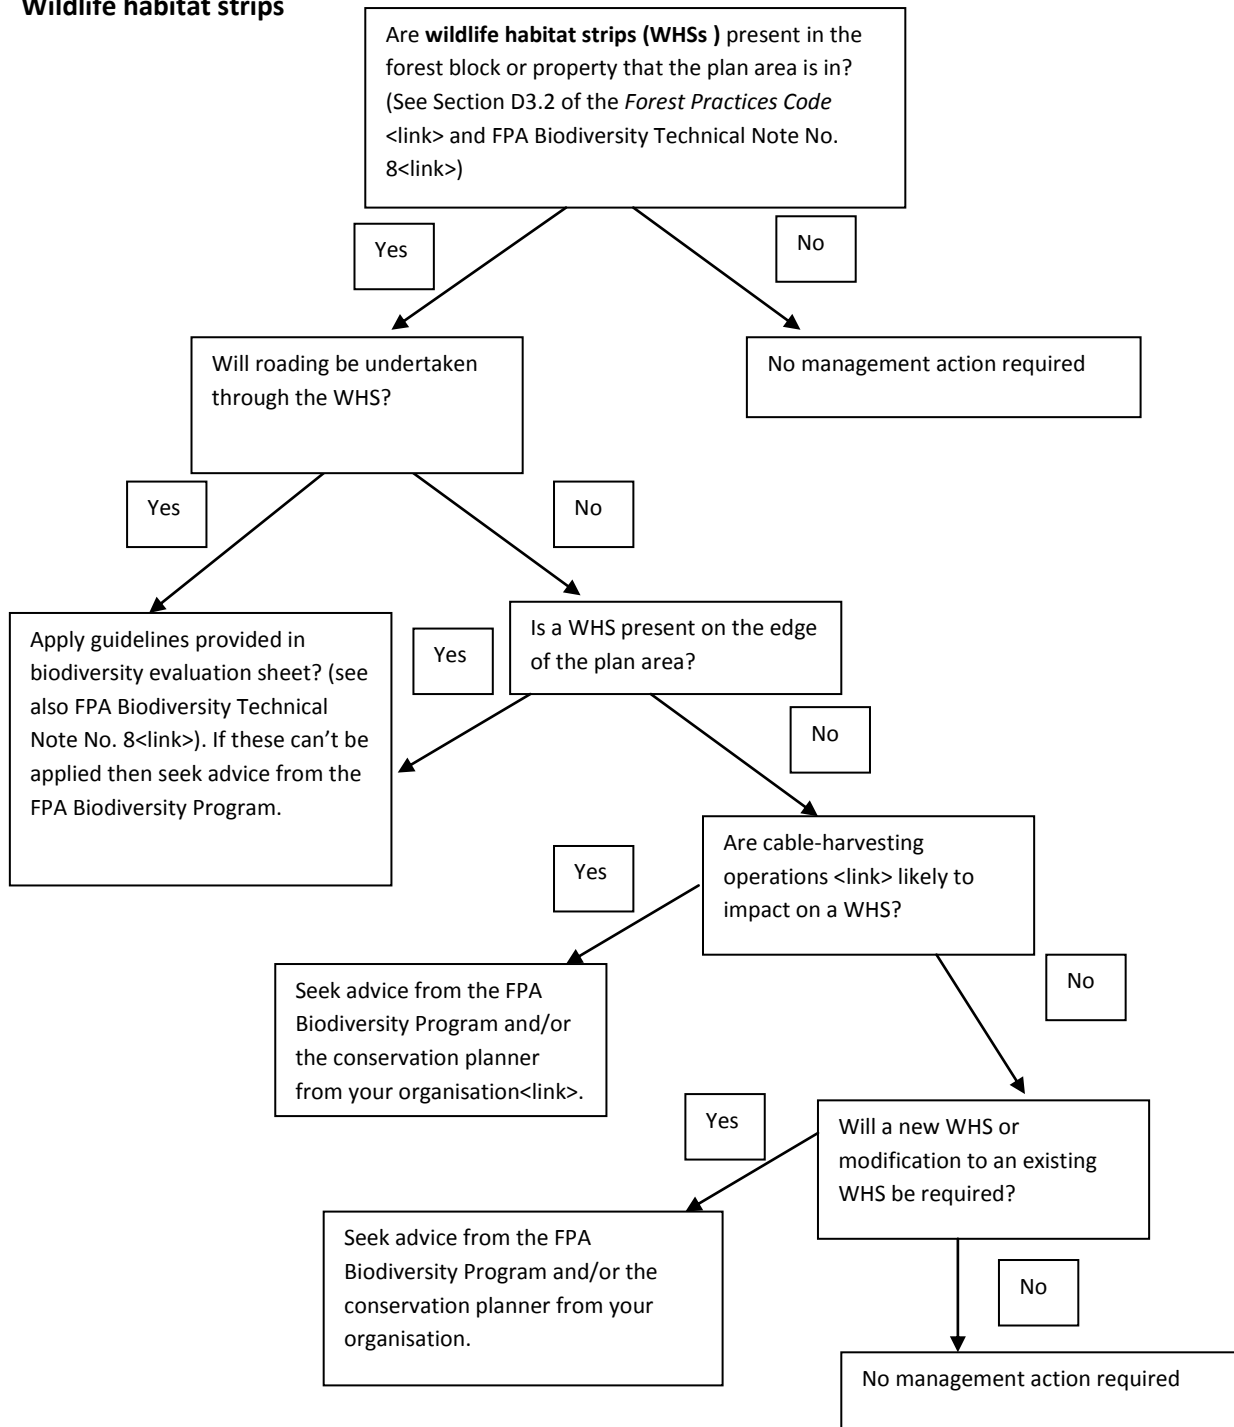 Wildlife habitat strips
Are wildlife habitat strips (WHSs ) present in the
forest block or property that the plan area is in?
(See Section D3.2 of the Forest Practices Code
<link> and FPA Biodiversity Technical Note No.
8<link>)
Yes
No
Will roading be undertaken
through the WHS?
No management action required
Yes
No
Apply guidelines provided in
biodiversity evaluation sheet? (see
also FPA Biodiversity Technical
Note No. 8<link>). If these can’t be
applied then seek advice from the
FPA Biodiversity Program.
Yes
Is a WHS present on the edge
of the plan area?
No
Are cable-harvesting
operations <link> likely to
impact on a WHS?
Yes
No
Seek advice from the FPA
Biodiversity Program and/or
the conservation planner
from your organisation<link>.
Yes
Will a new WHS or
modification to an existing
WHS be required?
Seek advice from the FPA
Biodiversity Program and/or the
conservation planner from your
organisation.
No
No management action required